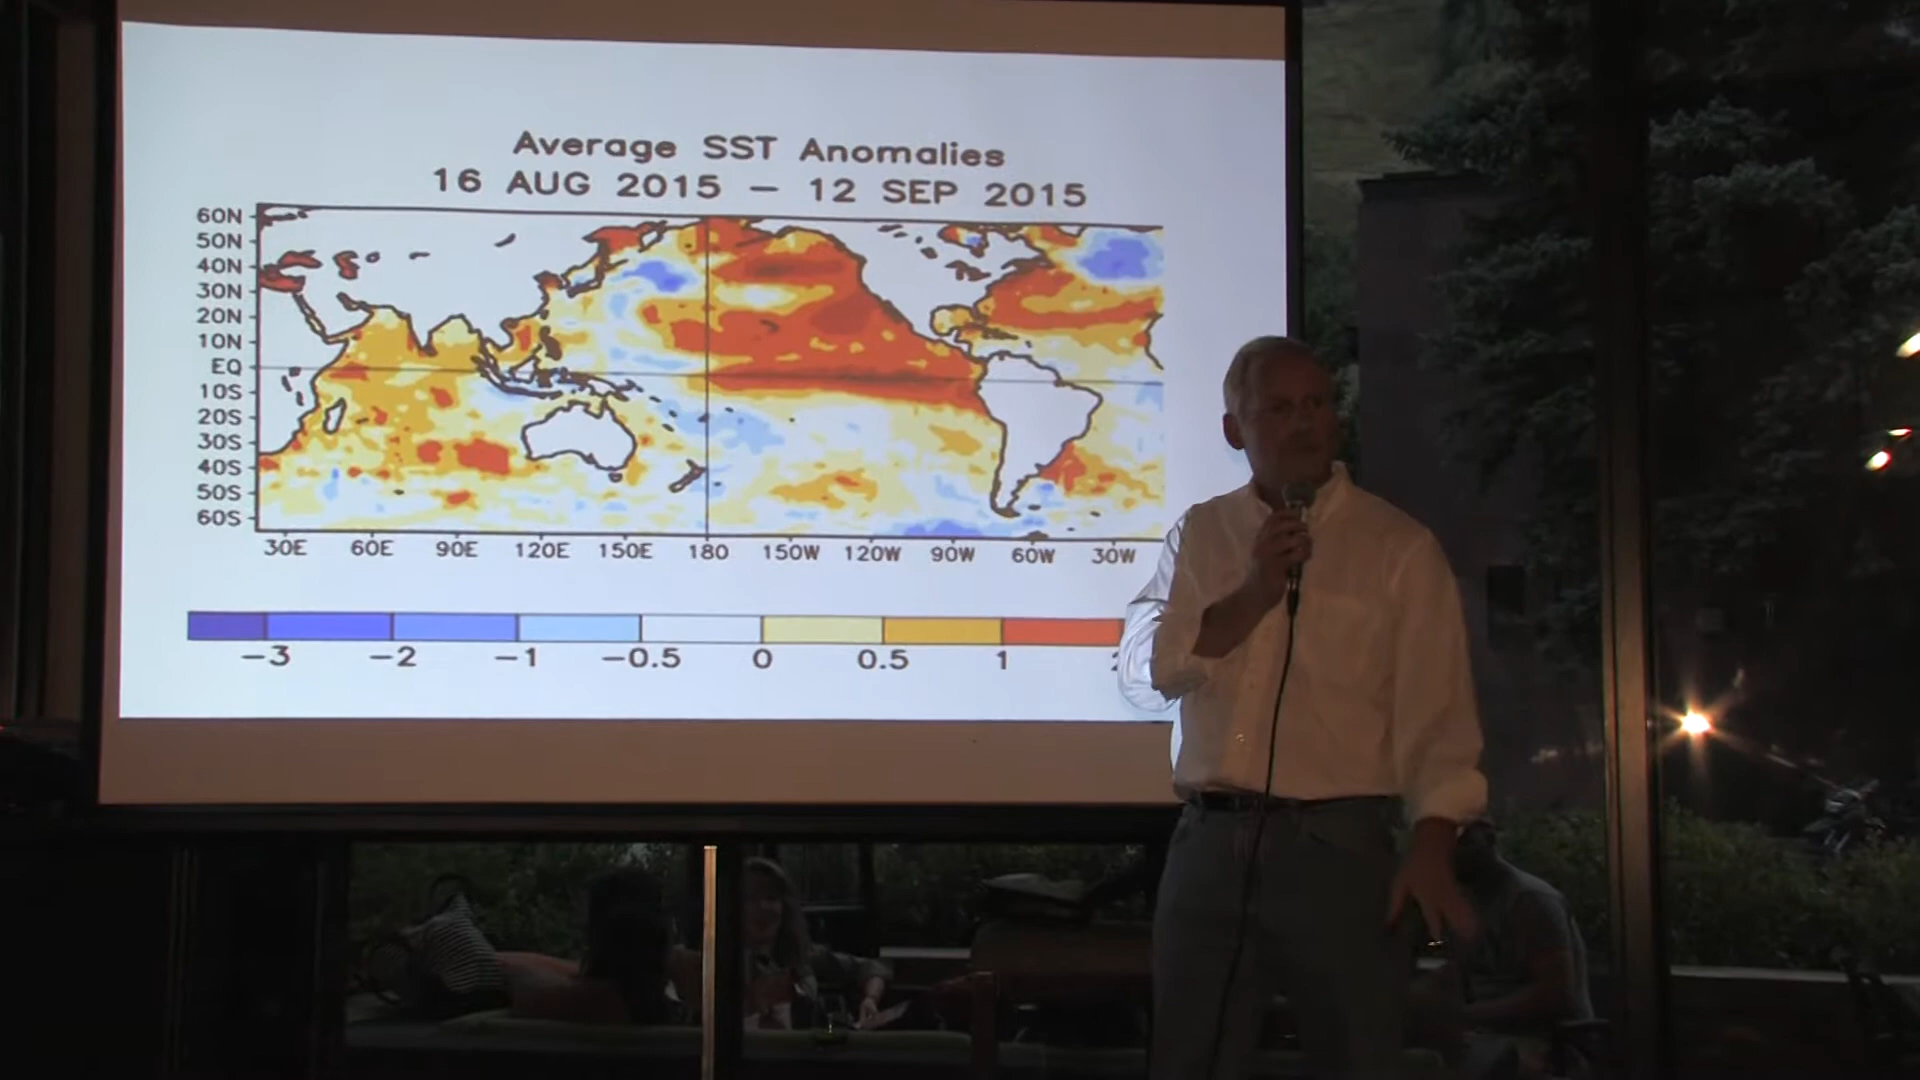 Average SST Anomalies
16 AUG 2015 – 12 SEP 2015
60N
50N
40N
30N
20N
10N
EQ
10S
20S
30S
40S
50S
60S
30E 60E 90E 120E 150E 180 150W 120W 90W 60W 30W
−3 −2 −1 −0.5 0 0.5 1